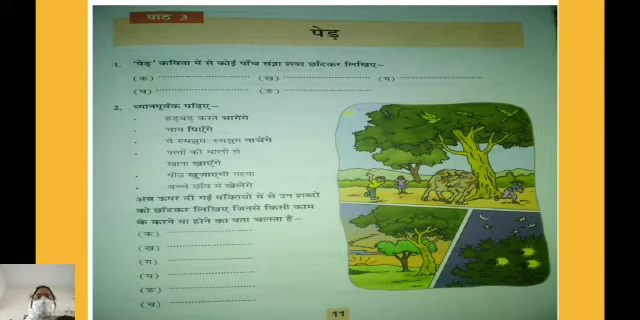 पाठ 3
पेड़
1. 'पेड़' कविता में से कोई पाँच संज्ञा शब्द छाँटकर लिखिए–
(क) (ख) (ग)
(घ) (ङ)
2. ध्यानपूर्वक पढ़िए–
हड़बड़ करते भागेंगे
चाय पिएँगे
वे रुमझुम-रुमझुम नाचेंगे
पत्तों की थाली से
खाना खाएँगे
पीठ खुजाएगी गइया
बच्चे छाँव में खेलेंगे
अब ऊपर दी गई पंक्तियों में से उन शब्दों
को छाँटकर लिखिए जिनसे किसी काम
के करने या होने का पता चलता है–
(क)
(ख)
(ग)
(घ)
(ङ)
(च)
11